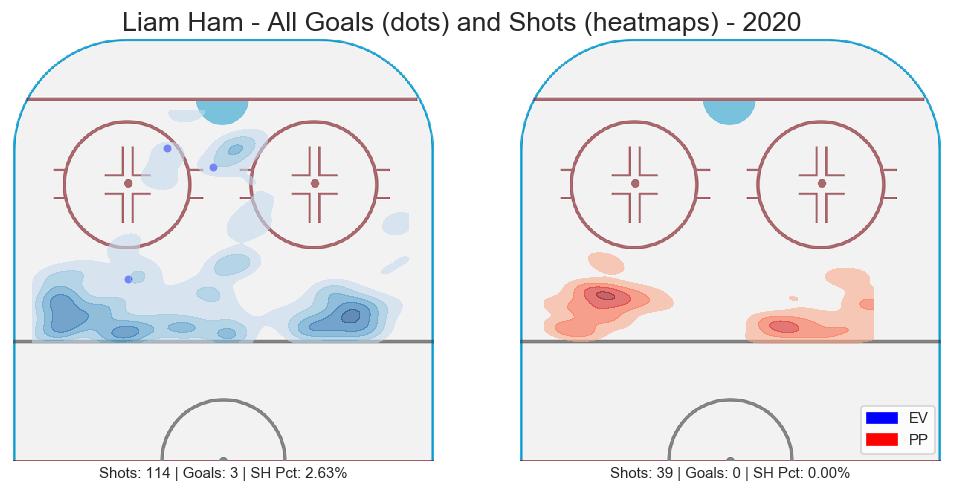 Liam Ham - All Goals (dots) and Shots (heatmaps) - 2020
EV
PP
Shots: 114 | Goals: 3 | SH Pct: 2.63%
Shots: 39 | Goals: 0 | SH Pct: 0.00%